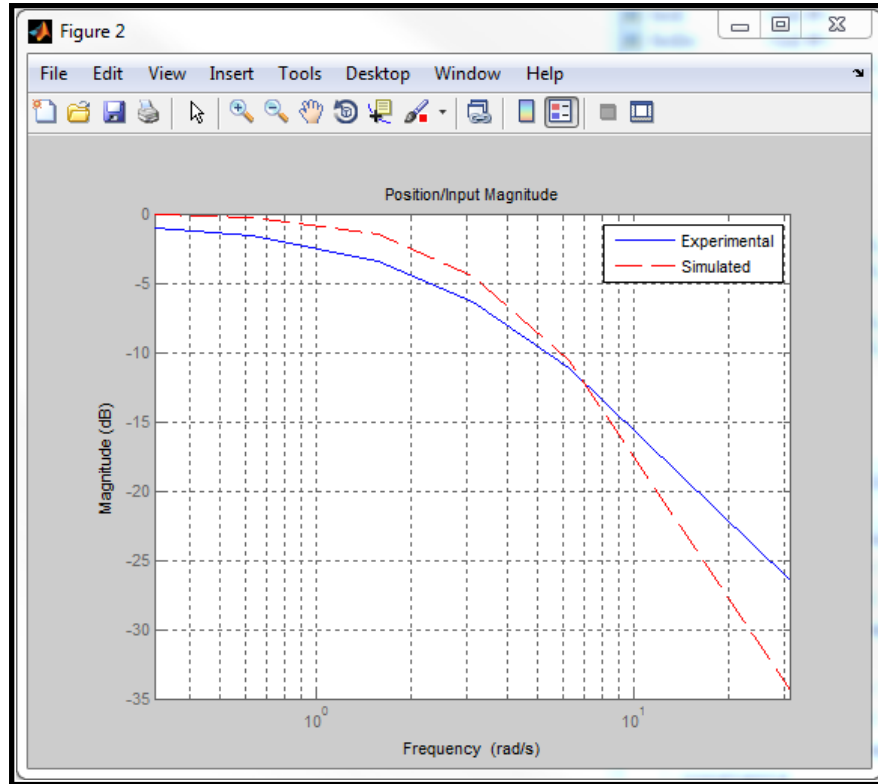 Figure 2
File Edit View Insert Tools Desktop Window Help
Position/Input Magnitude
Experimental
Simulated
0
-5
-10
-15
-20
-25
-30
-35
Magnitude (dB)
10^0
10^1
Frequency (rad/s)